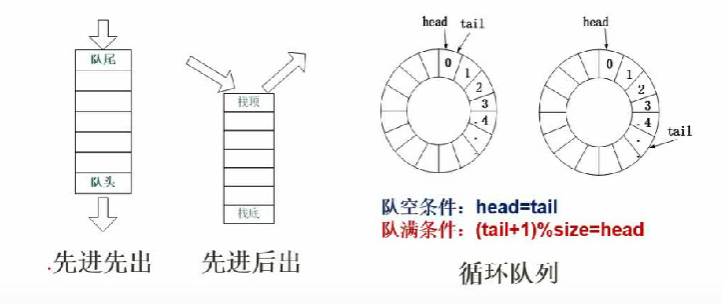 队尾
队头
先进先出
栈顶
栈底
先进后出
head tail
0
1
2
3
4
head
0
1
2
3
4
tail
队空条件：head=tail
队满条件：(tail+1)%size=head
循环队列